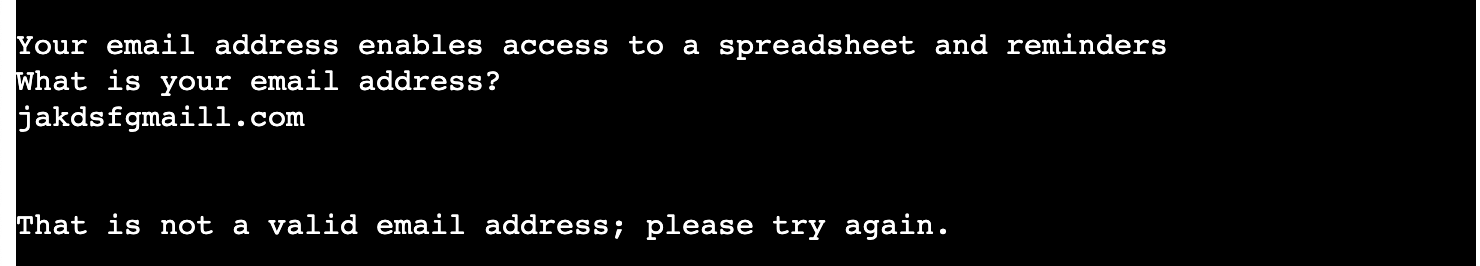 Your email address enables access to a spreadsheet and reminders
What is your email address?
jakdsfgmaill.com
That is not a valid email address; please try again.